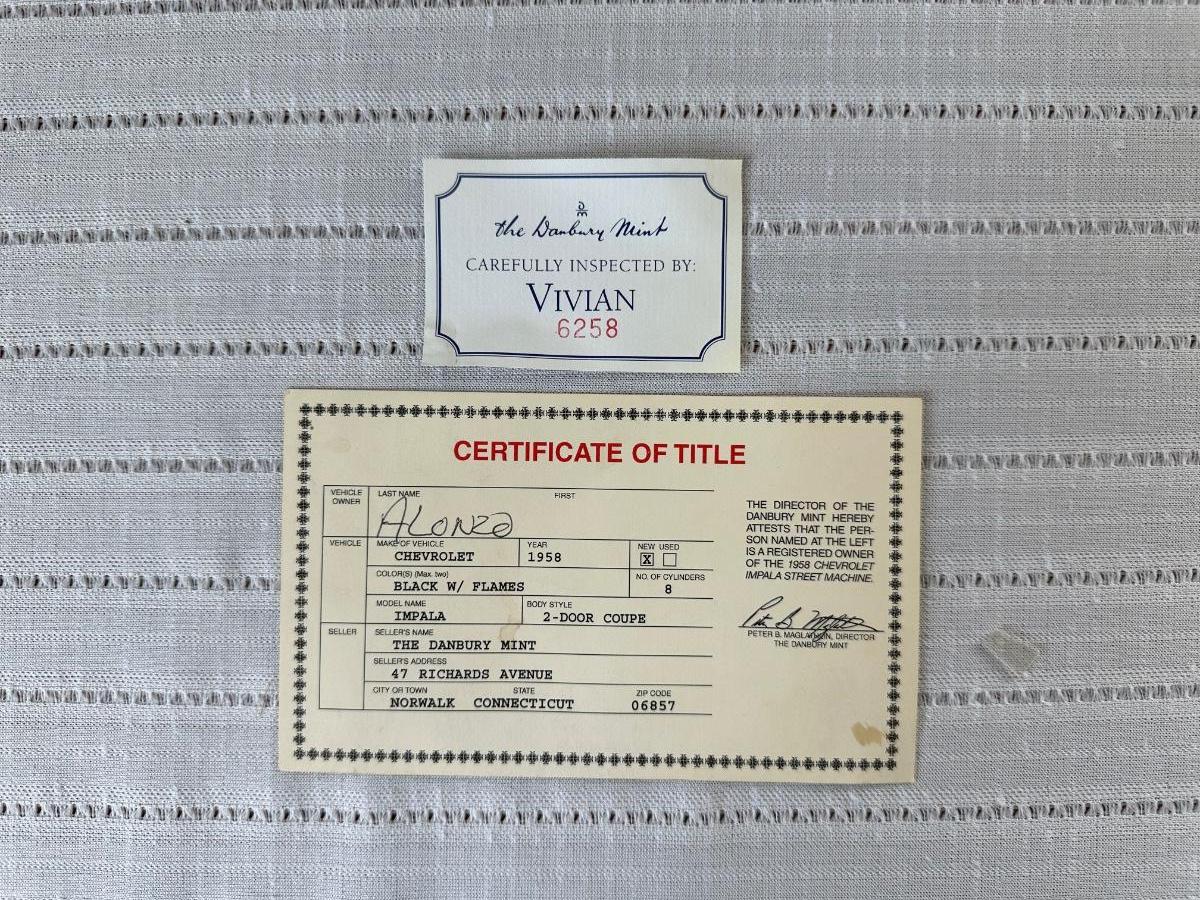 the Danbury Mint
CAREFULLY INSPECTED BY:
VIVIAN
6258
CERTIFICATE OF TITLE
VEHICLE OWNER
LAST NAME FIRST
ALONZO
VEHICLE
MAKE OF VEHICLE
CHEVROLET
YEAR
1958
NEW USED
X
COLOR(S) (Max. two)
BLACK W/ FLAMES
NO. OF CYLINDERS
8
MODEL NAME
IMPALA
BODY STYLE
2-DOOR COUPE
SELLER
SELLER'S NAME
THE DANBURY MINT
SELLER'S ADDRESS
47 RICHARDS AVENUE
CITY OR TOWN STATE ZIP CODE
NORWALK CONNECTICUT 06857
THE DIRECTOR OF THE
DANBURY MINT HEREBY
ATTESTS THAT THE PER-
SON NAMED AT THE LEFT
IS A REGISTERED OWNER
OF THE 1958 CHEVROLET
IMPALA STREET MACHINE.
PETER B. DIRECTOR
THE DANBURY MINT